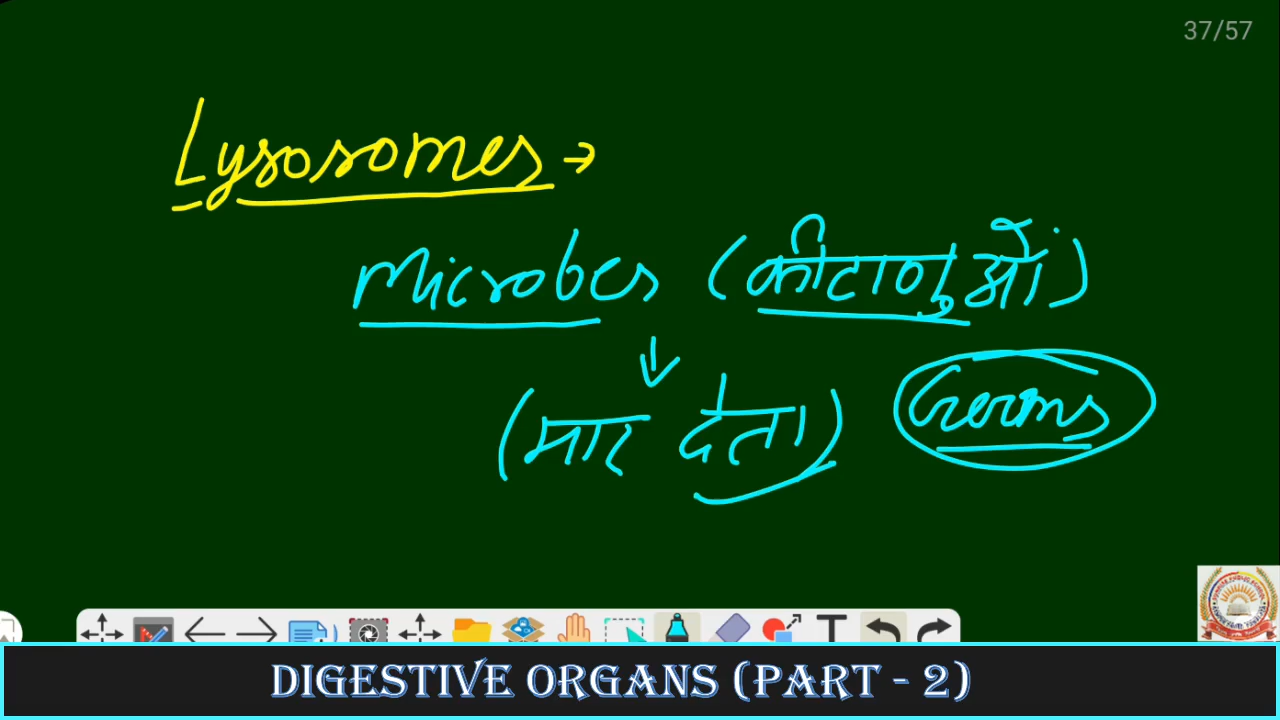 37/57
Lysosomes →
Microbes (कीटाणुओं)
↓
(मार देता) Germs
T
DIGESTIVE ORGANS (PART - 2)